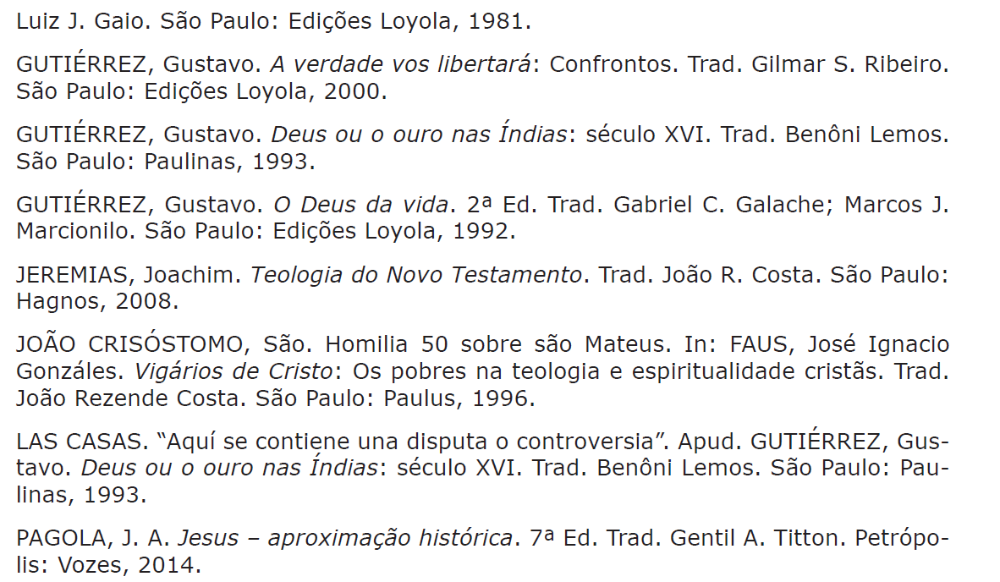 Luiz J. Gaio. São Paulo: Edições Loyola, 1981.
GUTIÉRREZ, Gustavo. A verdade vos libertará: Confrontos. Trad. Gilmar S. Ribeiro.
São Paulo: Edições Loyola, 2000.
GUTIÉRREZ, Gustavo. Deus ou o ouro nas Índias: século XVI. Trad. Benôni Lemos.
São Paulo: Paulinas, 1993.
GUTIÉRREZ, Gustavo. O Deus da vida. 2ª Ed. Trad. Gabriel C. Galache; Marcos J.
Marcionilo. São Paulo: Edições Loyola, 1992.
JEREMIAS, Joachim. Teologia do Novo Testamento. Trad. João R. Costa. São Paulo:
Hagnos, 2008.
JOÃO CRISÓSTOMO, São. Homilia 50 sobre são Mateus. In: FAUS, José Ignacio
Gonzáles. Vigários de Cristo: Os pobres na teologia e espiritualidade cristãs. Trad.
João Rezende Costa. São Paulo: Paulus, 1996.
LAS CASAS. “Aquí se contiene una disputa o controversia”. Apud. GUTIÉRREZ, Gus-
tavo. Deus ou o ouro nas Índias: século XVI. Trad. Benôni Lemos. São Paulo: Pau-
linas, 1993.
PAGOLA, J. A. Jesus – aproximação histórica. 7ª Ed. Trad. Gentil A. Titton. Petrópo-
lis: Vozes, 2014.